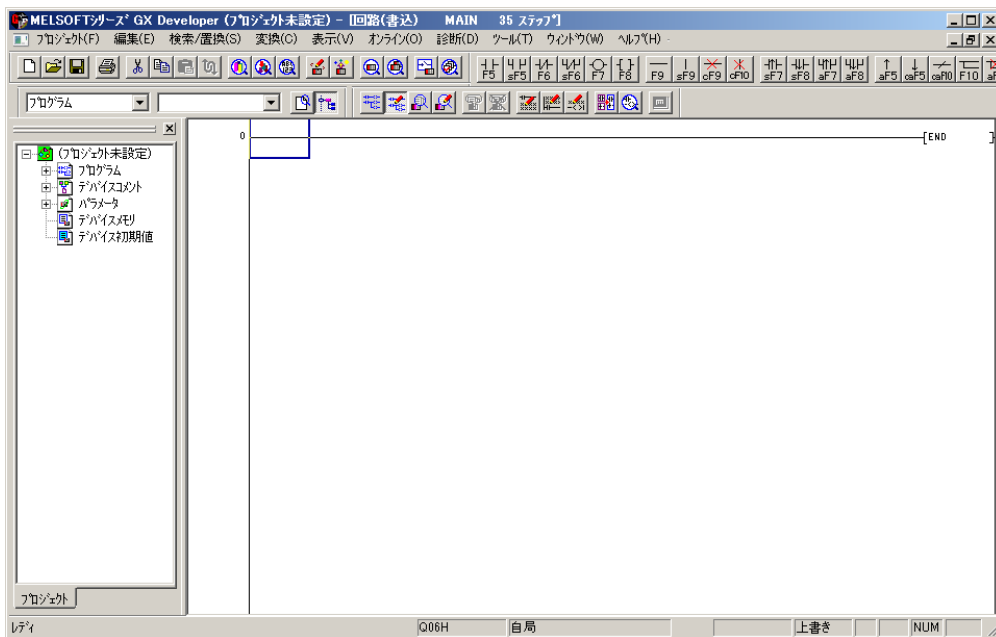 MELSOFTシリーズ GX Developer (プロジェクト未設定) - [回路(書込) MAIN 35 ステップ*]
プロジェクト(F) 編集(E) 検索/置換(S) 変換(C) 表示(V) オンライン(O) 診断(D) ツール(T) ウィンドウ(W) ヘルプ(H)
F5 sF5 F6 sF6 F7 F8 F9 sF9 cF9 cF10 sF7 sF8 aF7 aF8 aF5 caF5 caF10 F10
プログラム
0 [END ]
(プロジェクト未設定)
プログラム
デバイスコメント
パラメータ
デバイスメモリ
デバイス初期値
プロジェクト
レディ Q06H 自局 上書き NUM